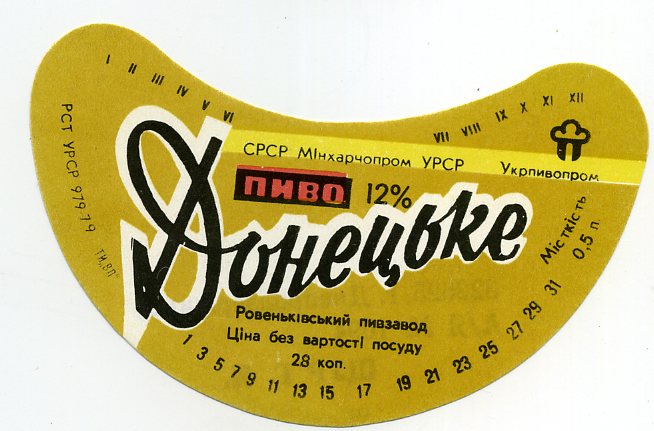 I II III IV V VI VII VIII IX X XI XII
РСТ УРСР 979-79
СРСР Мінхарчопром УРСР Укрпивопром
ПИВО 12%
Донецьке
Місткість
0,5 л.
Ровеньківський пивзавод
Ціна без вартості посуду
28 коп.
1 3 5 7 9 11 13 15 17 19 21 23 25 27 29 31